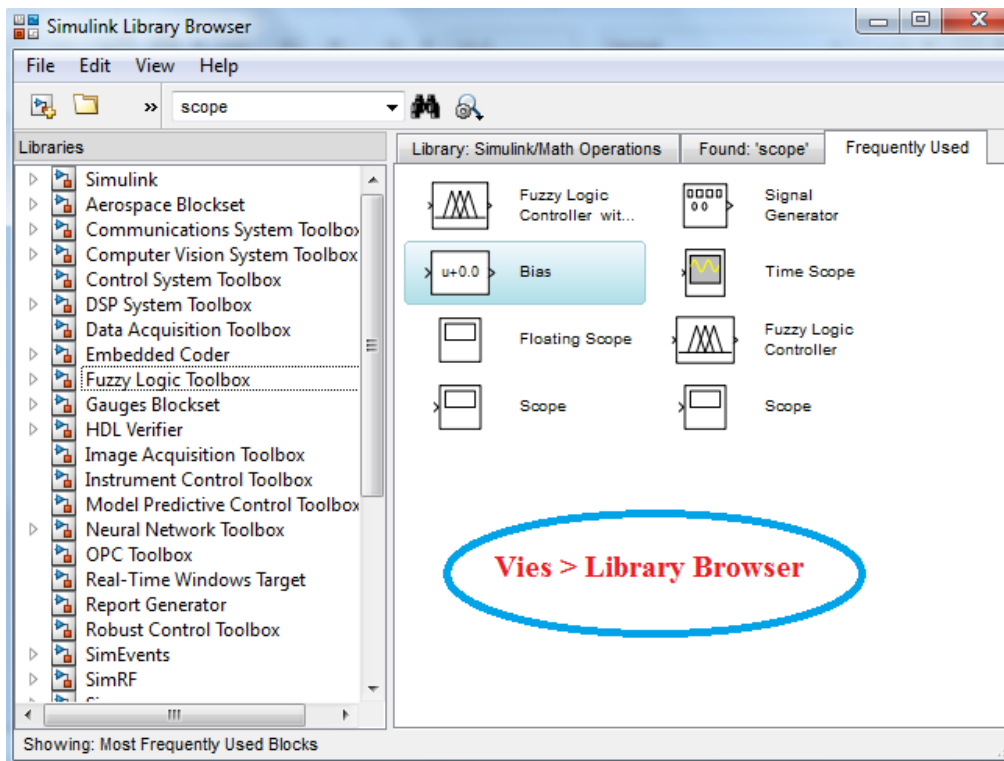 Simulink Library Browser
File Edit View Help
» scope
Libraries
Library: Simulink/Math Operations
Found: 'scope'
Frequently Used
Simulink
Aerospace Blockset
Communications System Toolbox
Computer Vision System Toolbox
Control System Toolbox
DSP System Toolbox
Data Acquisition Toolbox
Embedded Coder
Fuzzy Logic Toolbox
Gauges Blockset
HDL Verifier
Image Acquisition Toolbox
Instrument Control Toolbox
Model Predictive Control Toolbox
Neural Network Toolbox
OPC Toolbox
Real-Time Windows Target
Report Generator
Robust Control Toolbox
SimEvents
SimRF
Fuzzy Logic
Controller wit...
Signal
Generator
u+0.0
Bias
Time Scope
Floating Scope
Fuzzy Logic
Controller
Scope
Scope
Vies > Library Browser
Showing: Most Frequently Used Blocks